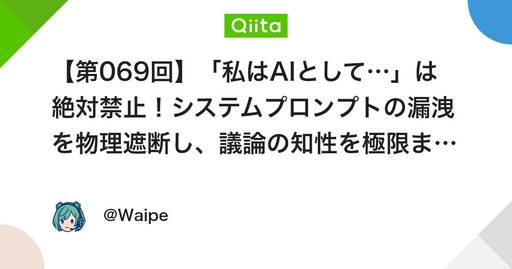 Qiita
【第069回】「私はAIとして…」は
絶対禁止！システムプロンプトの漏洩
を物理遮断し、議論の知性を極限ま…
@Waipe